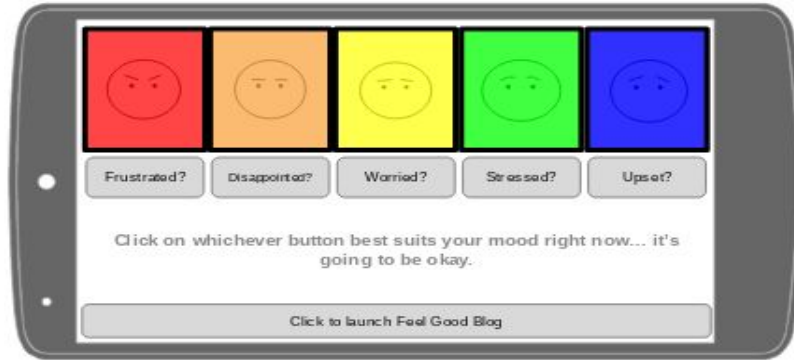 Frustrated?
Disappointed?
Worried?
Stressed?
Upset?
Click on whichever button best suits your mood right now... it's
going to be okay.
Click to launch Feel Good Blog